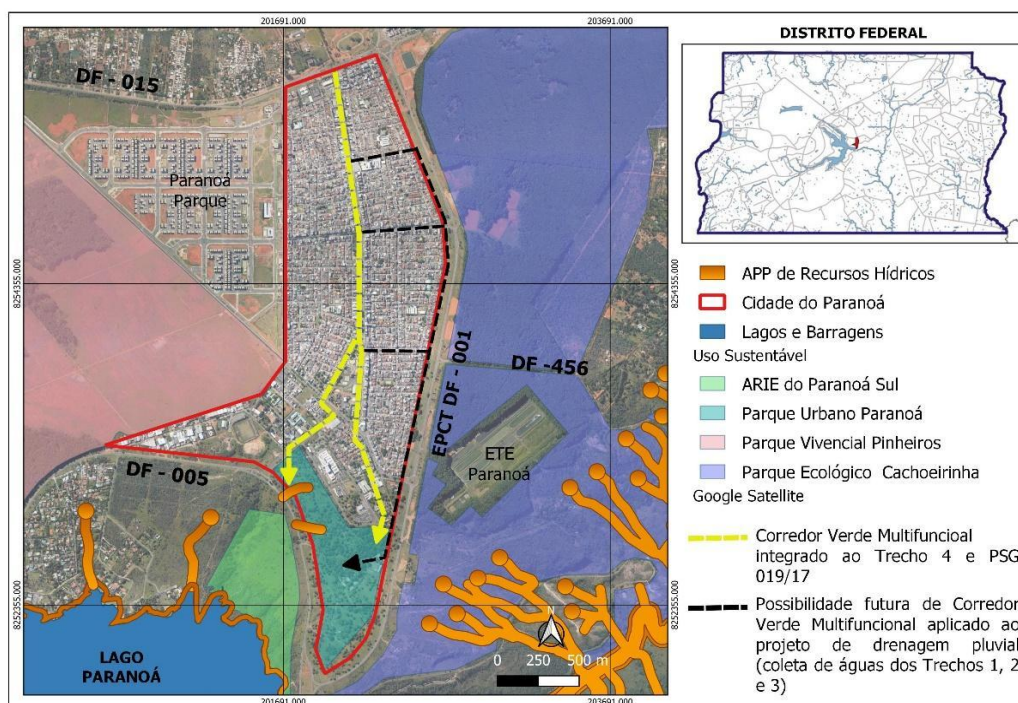 201691.000
203691.000
DF - 015
Paranoá
Parque
8254355.000
8254355.000
DF -456
EPCT DF - 001
ETE
Paranoá
DF - 005
8252355.000
8252355.000
LAGO
PARANOÁ
N
0 250 500 m
201691.000
203691.000
DISTRITO FEDERAL
APP de Recursos Hídricos
Cidade do Paranoá
Lagos e Barragens
Uso Sustentável
ARIE do Paranoá Sul
Parque Urbano Paranoá
Parque Vivencial Pinheiros
Parque Ecológico Cachoeirinha
Google Satellite
Corredor Verde Multifuncioal
integrado ao Trecho 4 e PSG
019/17
Possibilidade futura de Corredor
Verde Multifuncional aplicado ao
projeto de drenagem pluvial
(coleta de águas dos Trechos 1, 2
e 3)